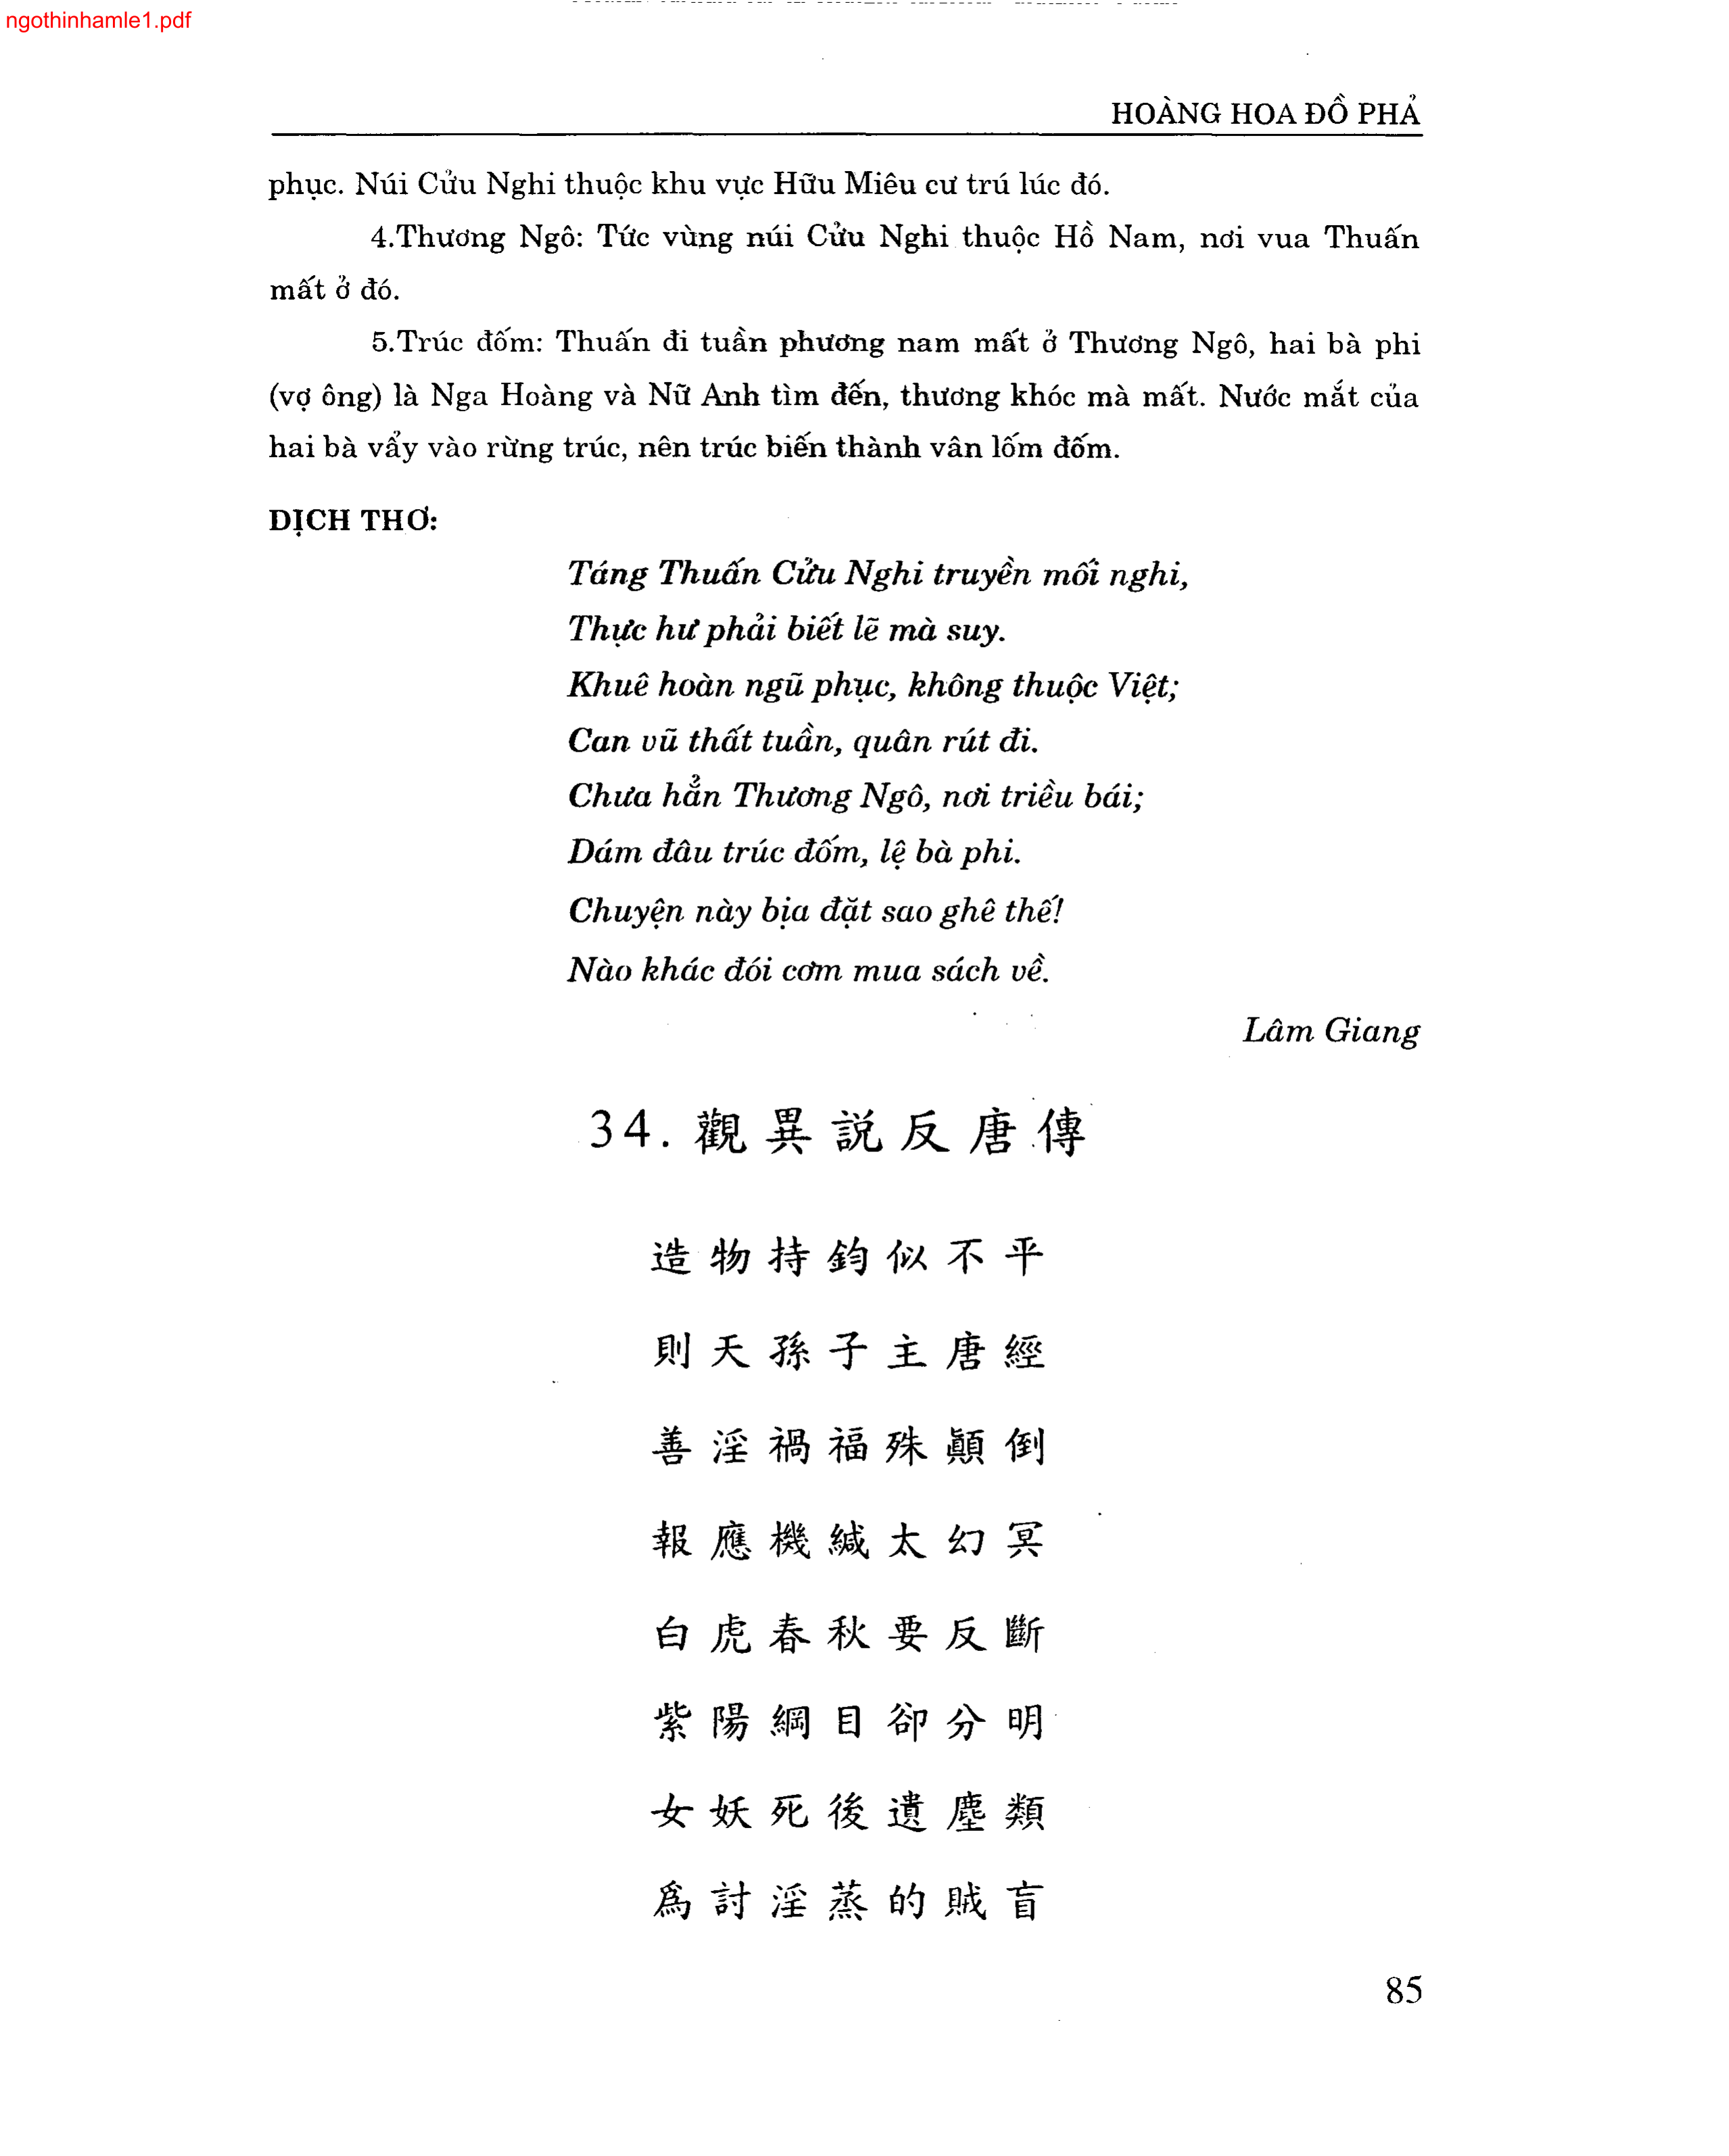 ngothinhamle1.pdf
HOÀNG HOA ĐỒ PHẢ
phục. Núi Cửu Nghi thuộc khu vực Hữu Miêu cư trú lúc đó.
4.Thương Ngô: Tức vùng núi Cửu Nghi thuộc Hồ Nam, nơi vua Thuấn
mất ở đó.
5.Trúc đốm: Thuấn đi tuần phương nam mất ở Thương Ngô, hai bà phi
(vợ ông) là Nga Hoàng và Nữ Anh tìm đến, thương khóc mà mất. Nước mắt của
hai bà vẩy vào rừng trúc, nên trúc biến thành vân lốm đốm.
DỊCH THƠ:
Táng Thuấn Cửu Nghi truyền mối nghi,
Thực hư phải biết lẽ mà suy.
Khuê hoàn ngũ phục, không thuộc Việt;
Can vũ thất tuần, quân rút đi.
Chưa hẳn Thương Ngô, nơi triều bái;
Dám đâu trúc đốm, lệ bà phi.
Chuyện này bịa đặt sao ghê thế!
Nào khác đói cơm mua sách về.
Lâm Giang
34. 觀異説反唐傳
造物持鈞似不平
則天孫子主唐經
善淫禍福殊顛倒
報應機緘太幻冥
白虎春秋要反斷
紫陽綱目卻分明
女妖死後遺塵類
爲討淫蒸的賊盲
85